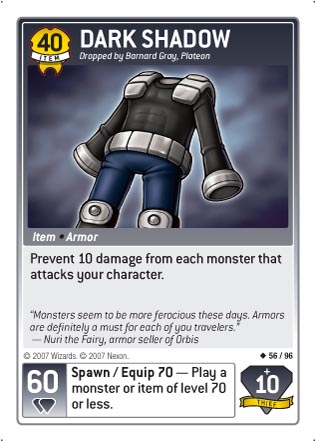 40
ITEM
DARK SHADOW
Dropped by Barnard Gray, Plateon
Item • Armor
Prevent 10 damage from each monster that
attacks your character.
"Monsters seem to be more ferocious these days. Armors
are definitely a must for each of you travelers."
— Nuri the Fairy, armor seller of Orbis
© 2007 Wizards. © 2007 Nexon.
◆ 56 / 96
60
Spawn / Equip 70 — Play a
monster or item of level 70
or less.
+
10
THIEF